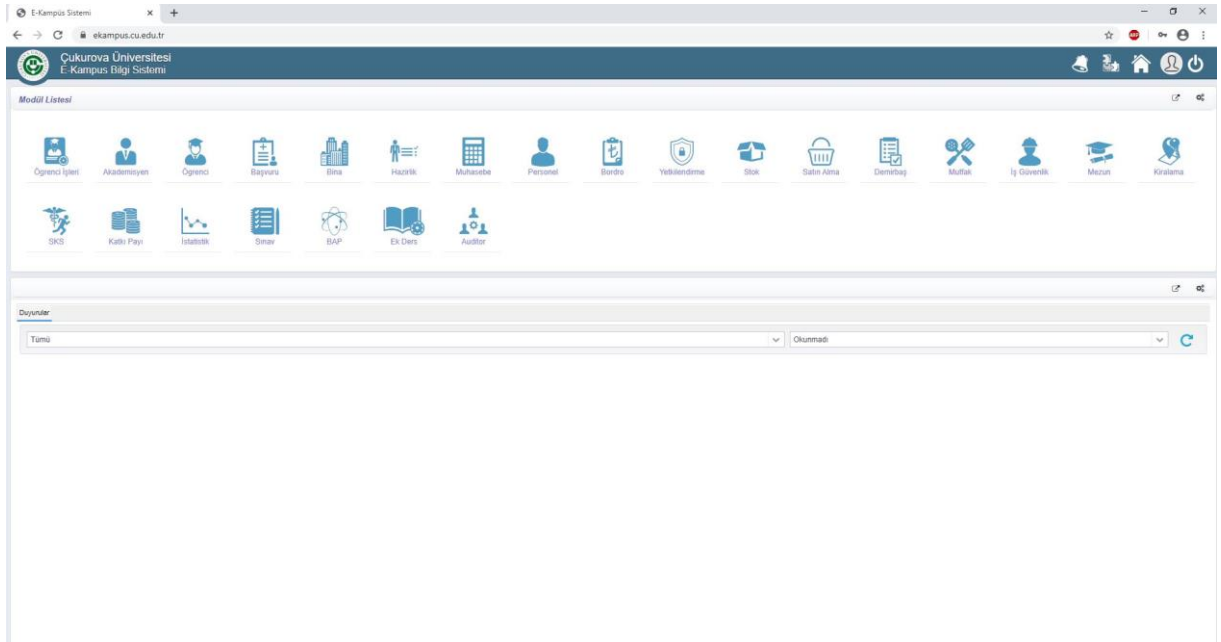 E-Kampüs Sistemi
ekampus.cu.edu.tr
Çukurova Üniversitesi
E-Kampus Bilgi Sistemi
Modül Listesi
Öğrenci İşleri Akademisyen Öğrenci Başvuru Bina Hazırlık Muhasebe Personel Bordro Yetkilendirme Stok Satın Alma Demirbaş Mutfak İş Güvenlik Mezun Kiralama
SKS Katkı Payı İstatistik Sınav BAP Ek Ders Auditor
Duyurular
Tümü Okunmadı